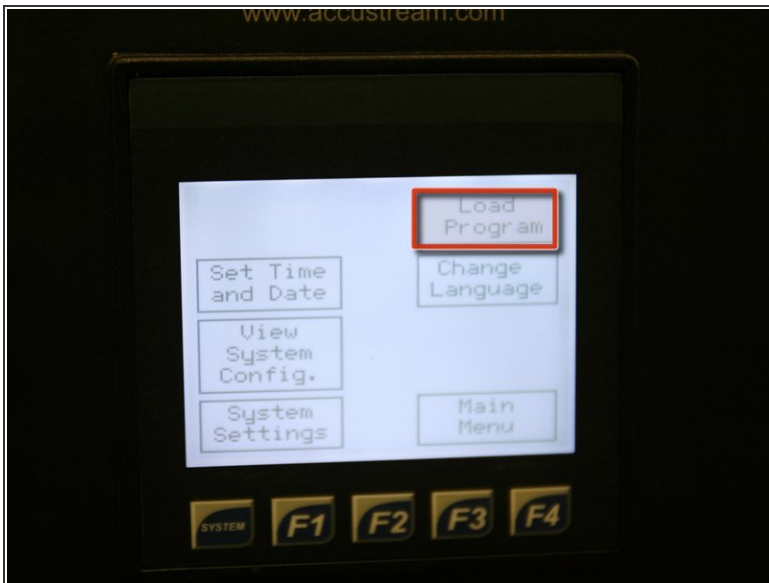 www.accustream.com
Load
Program
Set Time
and Date
Change
Language
View
System
Config.
System
Settings
Main
Menu
SYSTEM
F1
F2
F3
F4